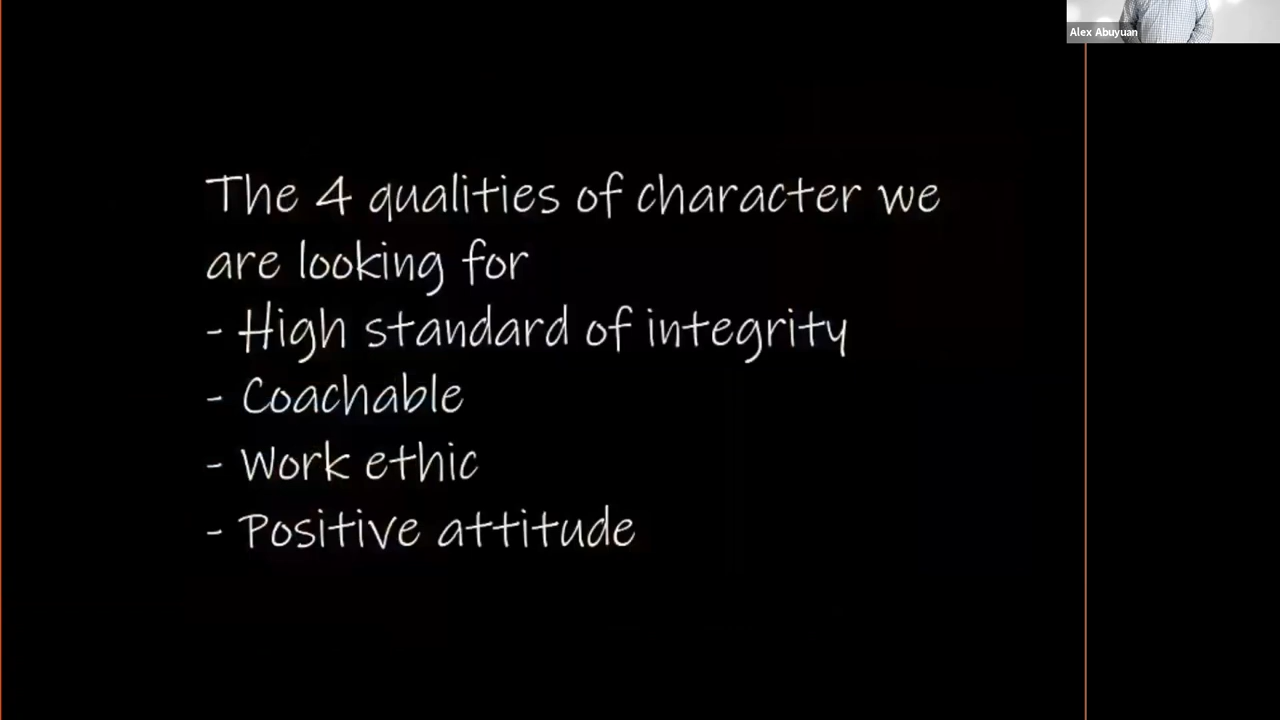 Alex Abuyuan
The 4 qualities of character we
are looking for
- High standard of integrity
- Coachable
- Work ethic
- Positive attitude